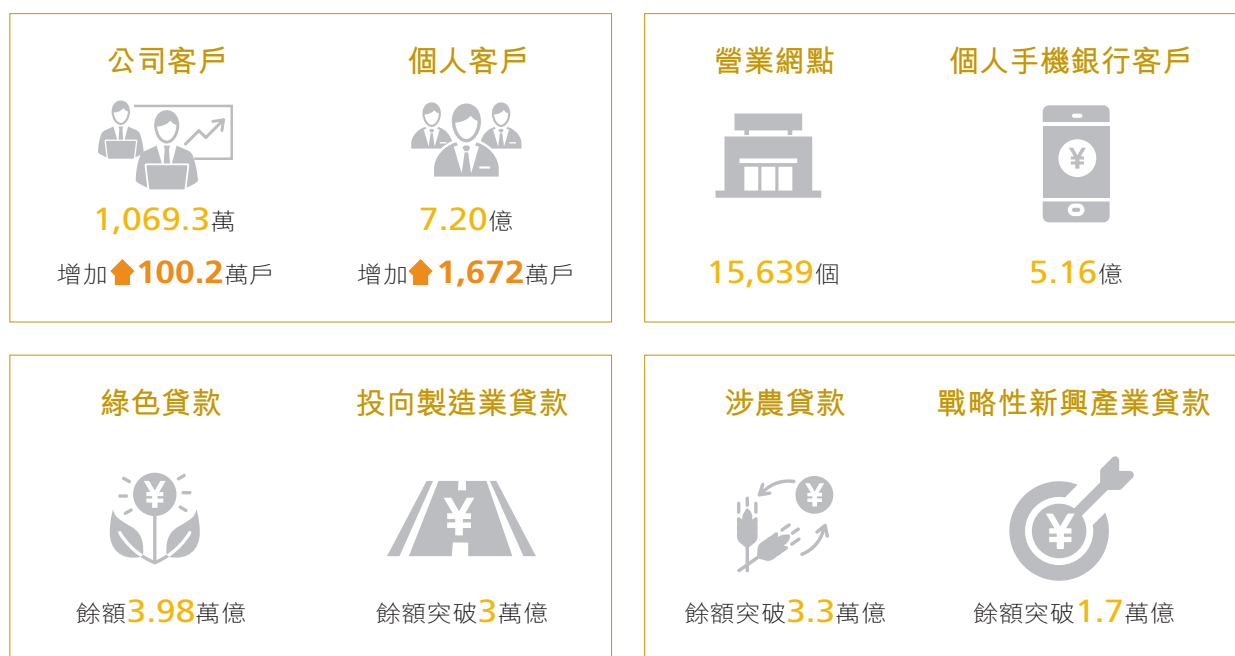 公司客戶
1,069.3萬
增加100.2萬戶
個人客戶
7.20億
增加1,672萬戶
營業網點
15,639個
個人手機銀行客戶
¥
5.16億
綠色貸款
¥
餘額3.98萬億
投向製造業貸款
¥
餘額突破3萬億
涉農貸款
¥
餘額突破3.3萬億
戰略性新興產業貸款
¥
餘額突破1.7萬億